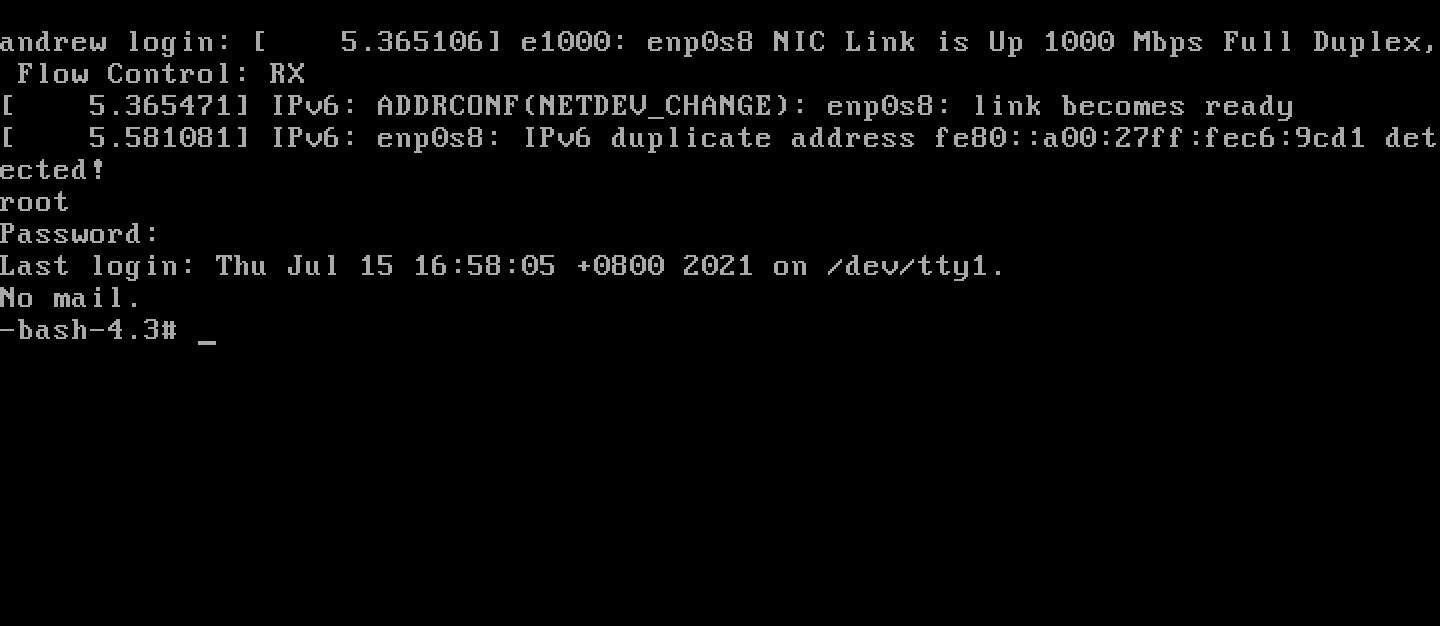 andrew login: [    5.365106] e1000: enp0s8 NIC Link is Up 1000 Mbps Full Duplex,
 Flow Control: RX
[    5.365471] IPv6: ADDRCONF(NETDEV_CHANGE): enp0s8: link becomes ready
[    5.581081] IPv6: enp0s8: IPv6 duplicate address fe80::a00:27ff:fec6:9cd1 det
ected!
root
Password:
Last login: Thu Jul 15 16:58:05 +0800 2021 on /dev/tty1.
No mail.
-bash-4.3# _